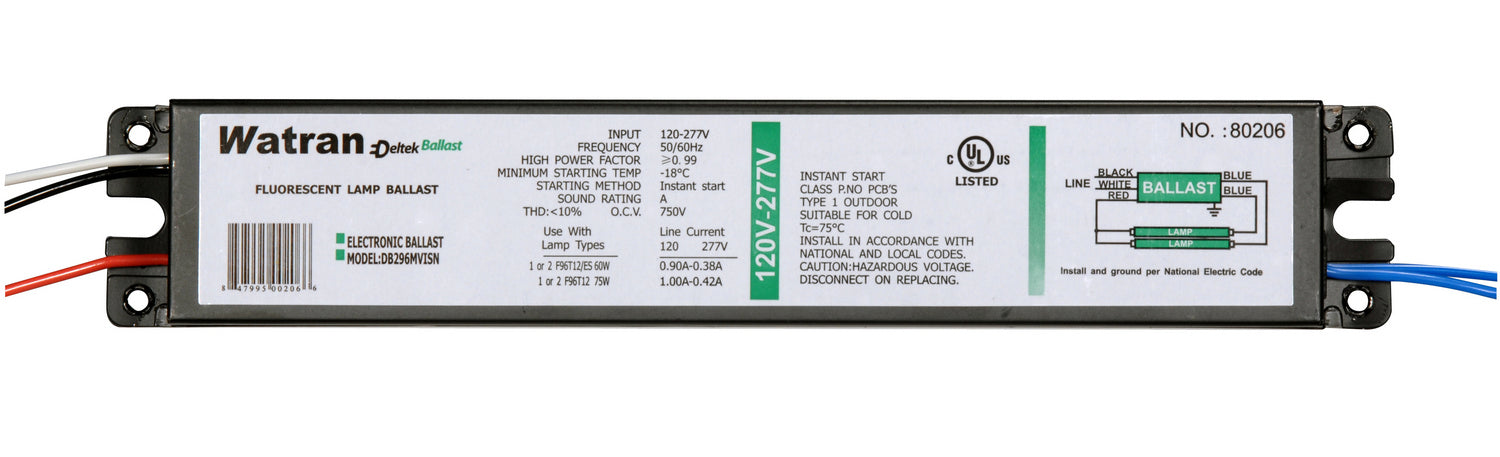 Watran Deltek Ballast
FLUORESCENT LAMP BALLAST
ELECTRONIC BALLAST
MODEL:DB296MVISN
8 47995 00206 6
INPUT 120-277V
FREQUENCY 50/60Hz
HIGH POWER FACTOR ≥0.99
MINIMUM STARTING TEMP -18°C
STARTING METHOD Instant start
SOUND RATING A
THD:<10% O.C.V. 750V
Use With Line Current
Lamp Types 120 277V
1 or 2 F96T12/ES 60W 0.90A-0.38A
1 or 2 F96T12 75W 1.00A-0.42A
120V-277V
INSTANT START
CLASS P.NO PCB'S
TYPE 1 OUTDOOR
SUITABLE FOR COLD
Tc=75°C
INSTALL IN ACCORDANCE WITH
NATIONAL AND LOCAL CODES.
CAUTION:HAZARDOUS VOLTAGE.
DISCONNECT ON REPLACING.
C UL US
LISTED
NO. :80206
BLACK BLUE
LINE WHITE BALLAST
RED BLUE
LAMP
LAMP
Install and ground per National Electric Code